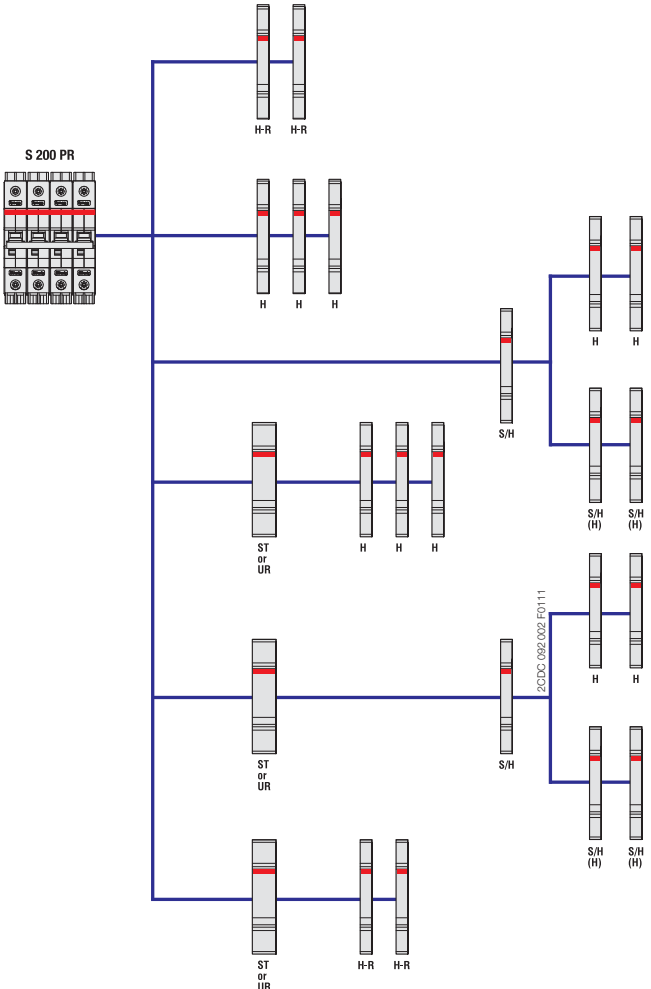 H-R H-R
S 200 PR
H H H
H H
S/H
S/H S/H
(H) (H)
ST
or
UR
H H H
2CDC 092 002 F0111
H H
ST
or
UR
S/H
S/H S/H
(H) (H)
ST
or
UR
H-R H-R